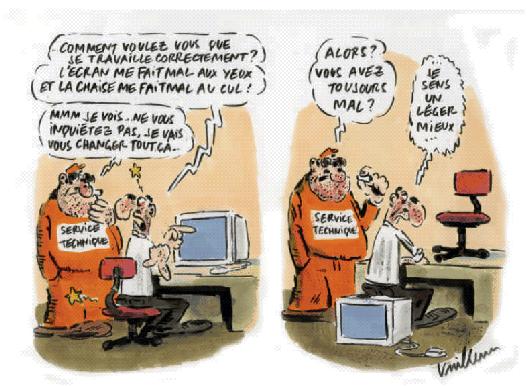 COMMENT VOULEZ VOUS QUE
JE TRAVAILLE CORRECTEMENT?
L'ÉCRAN ME FAIT MAL AUX YEUX
ET LA CHAISE ME FAIT MAL AU CUL!
MMM JE VOIS... NE VOUS
INQUIÉTEZ PAS, JE VAIS
VOUS CHANGER TOUT ÇA...
SERVICE
TECHNIQUE
ALORS?
VOUS AVEZ
TOUJOURS
MAL?
JE
SENS
UN
LÉGER
MIEUX
SERVICE
TECHNIQUE